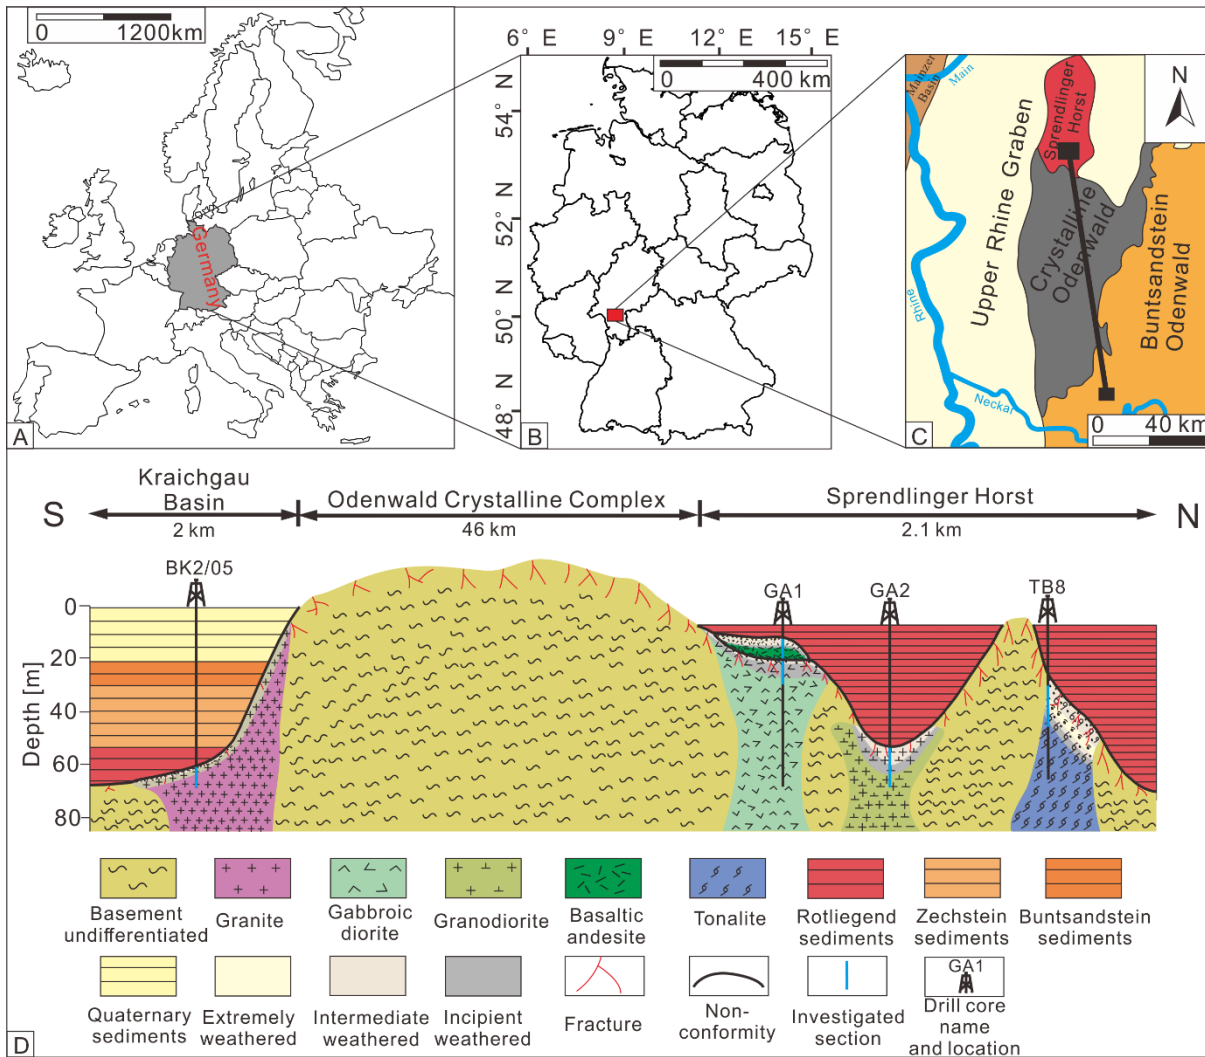 0 1200km
Germany
A
6° E 9° E 12° E 15° E
0 400 km
54° N
52° N
50° N
48° N
B
Mainzer
Basin
Main
Sprendlinger
Horst
N
Upper Rhine Graben
Crystalline
Odenwald
Buntsandstein
Odenwald
Rhine
Neckar
0 40 km
C
Kraichgau
Basin
Odenwald Crystalline Complex
Sprendlinger Horst
S
N
2 km
46 km
2.1 km
BK2/05
GA1
GA2
TB8
Depth [m]
0
20
40
60
80
Basement
undifferentiated
Granite
Gabbroic
diorite
Granodiorite
Basaltic
andesite
Tonalite
Rotliegend
sediments
Zechstein
sediments
Buntsandstein
sediments
Quaternary
sediments
Extremely
weathered
Intermediate
weathered
Incipient
weathered
Fracture
Non-
conformity
Investigated
section
GA1
Drill core
name
and location
D